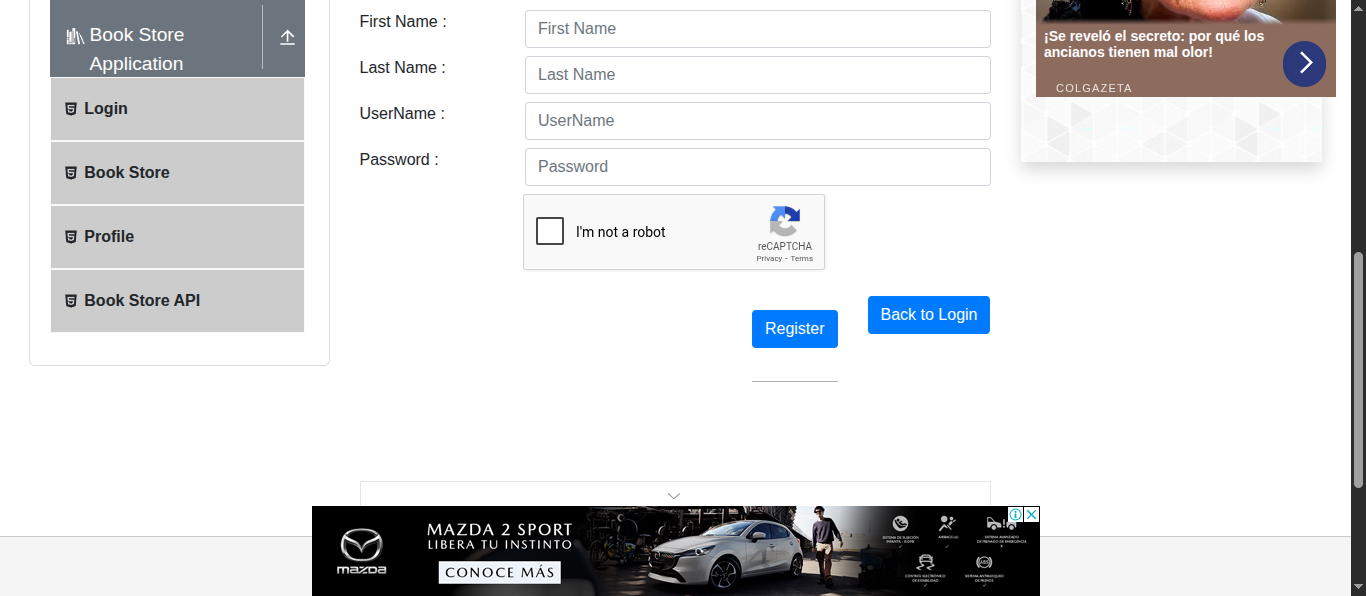 Book Store
Application
Login
Book Store
Profile
Book Store API
First Name :
First Name
Last Name :
Last Name
UserName :
UserName
Password :
Password
I'm not a robot
reCAPTCHA
Privacy - Terms
Register
Back to Login
¡Se reveló el secreto: por qué los
ancianos tienen mal olor!
COLGAZETA
mazda
MAZDA 2 SPORT
LIBERA TU INSTINTO
CONOCE MÁS